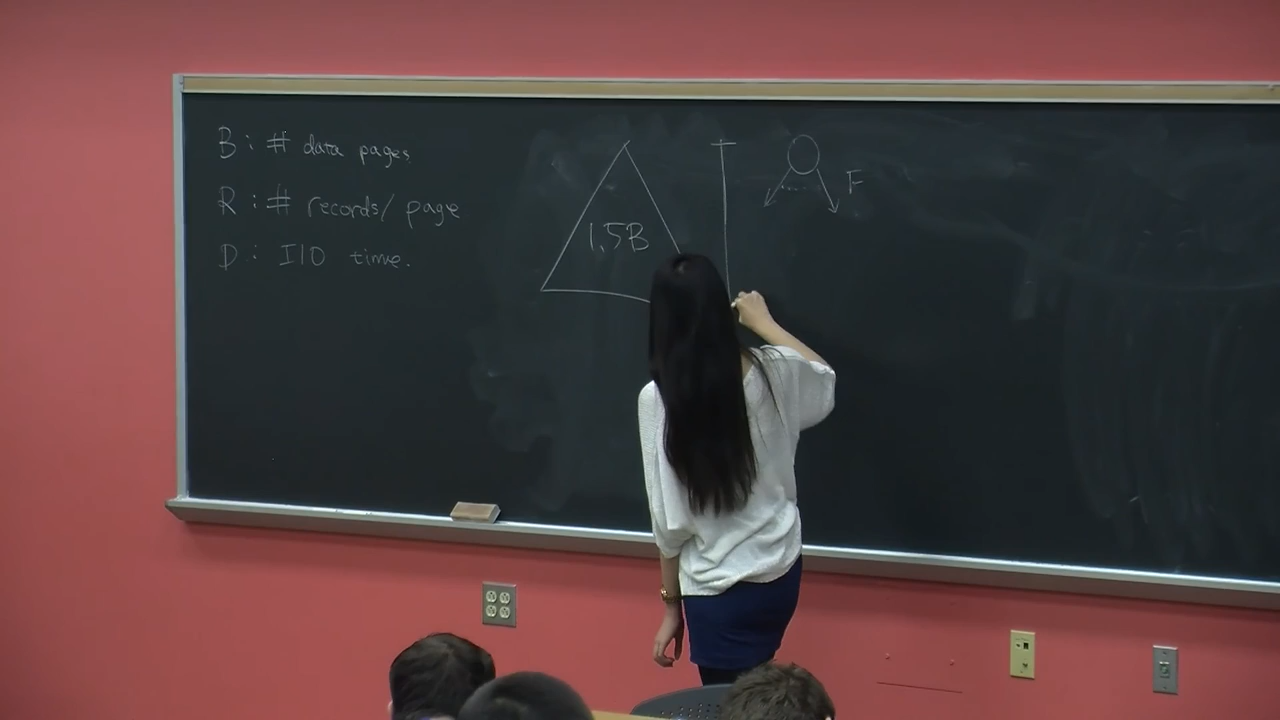 B : # data pages
R : # records/ page
D : I/O time.
1.5B
F